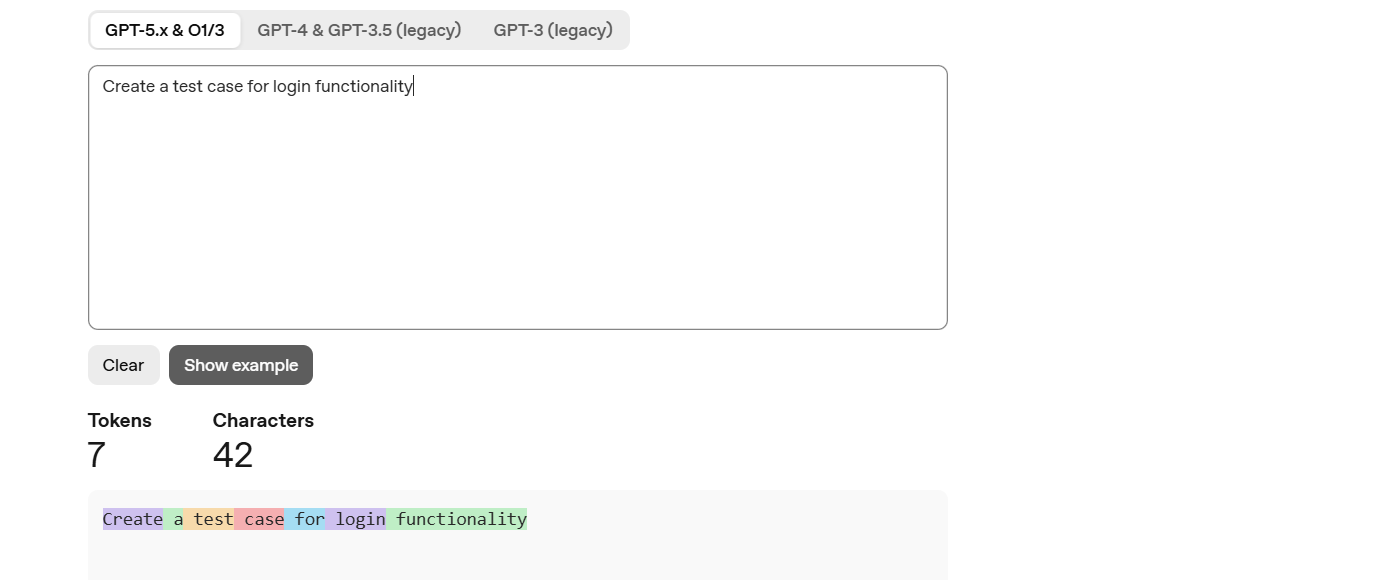 GPT-5.x & O1/3 GPT-4 & GPT-3.5 (legacy) GPT-3 (legacy)
Create a test case for login functionality
Clear Show example
Tokens Characters
7 42
Create a test case for login functionality